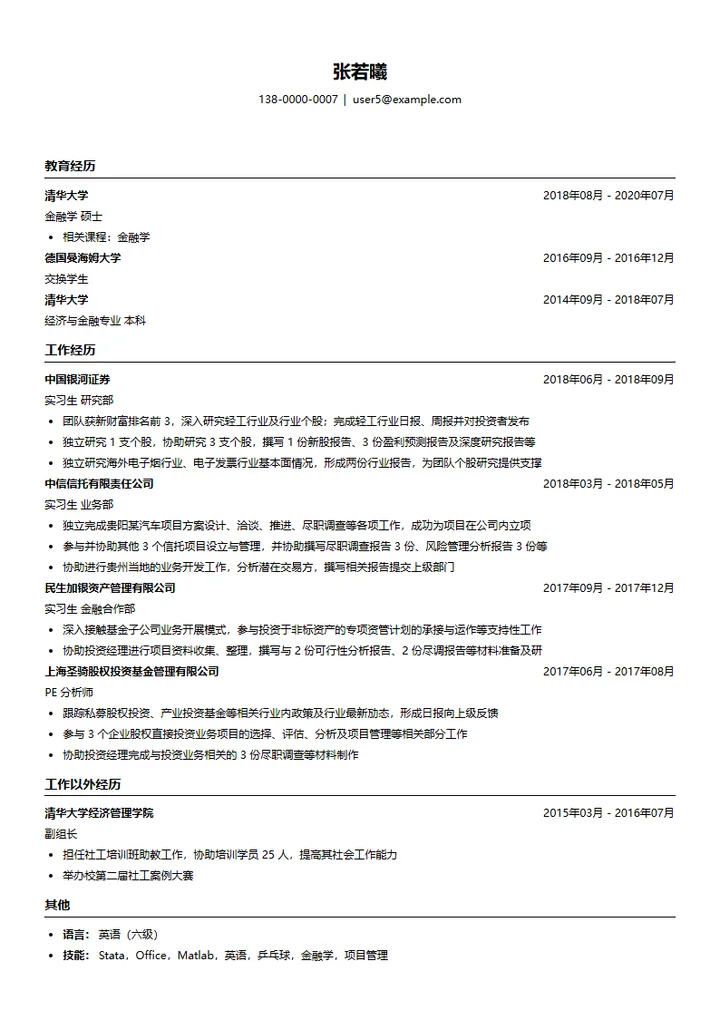 张若曦
138-0000-0007 | user5@example.com
教育经历
清华大学 2018年08月 - 2020年07月
金融学 硕士
• 相关课程：金融学
德国曼海姆大学 2016年09月 - 2016年12月
交换学生
清华大学 2014年09月 - 2018年07月
经济与金融专业 本科
工作经历
中国银河证券 2018年06月 - 2018年09月
实习生 研究部
• 团队获新财富排名前 3，深入研究轻工行业及行业个股；完成轻工行业日报、周报并对投资者发布
• 独立研究 1 支个股，协助研究 3 支个股，撰写 1 份新股报告、3 份盈利预测报告及深度研究报告等
• 独立研究海外电子烟行业、电子发票行业基本面情况，形成两份行业报告，为团队个股研究提供支撑
中信信托有限责任公司 2018年03月 - 2018年05月
实习生 业务部
• 独立完成贵阳某汽车项目方案设计、洽谈、推进、尽职调查等各项工作，成功为项目在公司内立项
• 参与并协助其他 3 个信托项目设立与管理，并协助撰写尽职调查报告 3 份、风险管理分析报告 3 份等
• 协助进行贵州当地的业务开发工作，分析潜在交易方，撰写相关报告提交上级部门
民生加银资产管理有限公司 2017年09月 - 2017年12月
实习生 金融合作部
• 深入接触基金子公司业务开展模式，参与投资于非标资产的专项资管计划的承接与运作等支持性工作
• 协助投资经理进行项目资料收集、整理，撰写与 2 份可行性分析报告、2 份尽调报告等材料准备及研
上海圣骑股权投资基金管理有限公司 2017年06月 - 2017年08月
PE 分析师
• 跟踪私募股权投资、产业投资基金等相关行业内政策及行业最新劢态，形成日报向上级反馈
• 参与 3 个企业股权直接投资业务项目的选择、评估、分析及项目管理等相关部分工作
• 协助投资经理完成与投资业务相关的 3 份尽职调查等材料制作
工作以外经历
清华大学经济管理学院 2015年03月 - 2016年07月
副组长
• 担任社工培训班助教工作，协助培训学员 25 人，提高其社会工作能力
• 举办校第二届社工案例大赛
其他
• 语言： 英语（六级）
• 技能： Stata，Office，Matlab，英语，乒乓球，金融学，项目管理